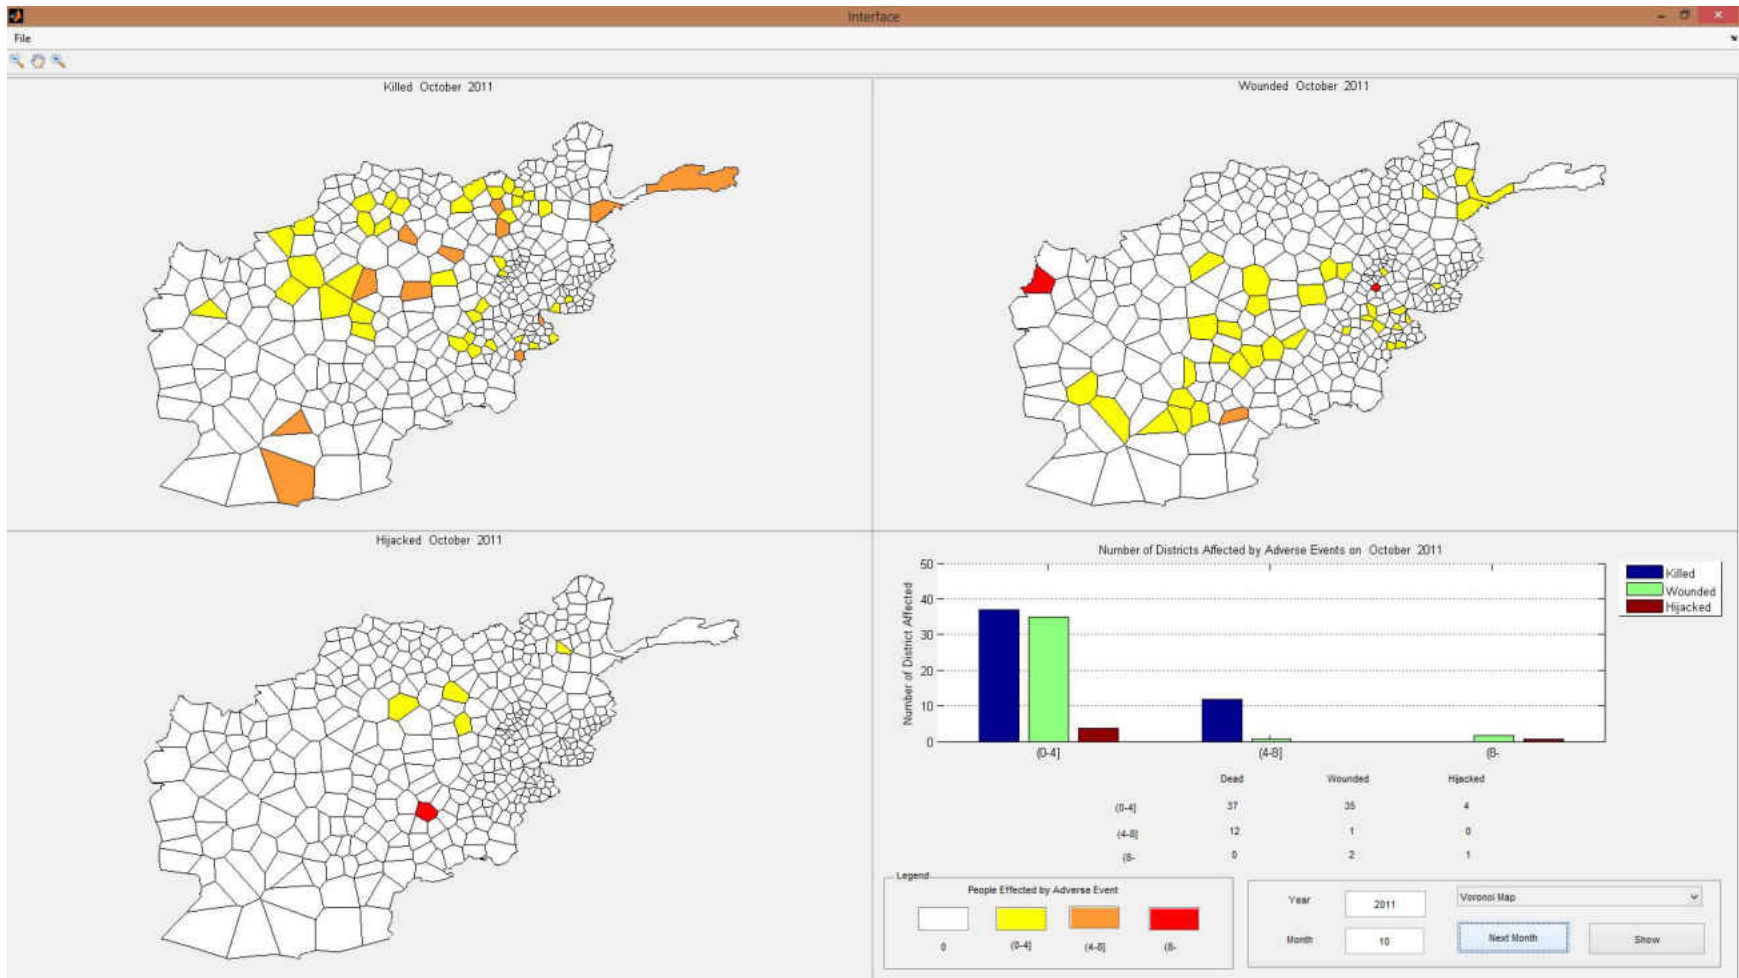 Interface
File
Killed October 2011
Wounded October 2011
Hijacked October 2011
Number of Districts Affected by Adverse Events on October 2011
Number of District Affected
50
40
30
20
10
0
(0-4]
(4-8]
(8-
Killed
Wounded
Hijacked
Dead Wounded Hijacked
(0-4] 37 35 4
(4-8] 12 1 0
(8- 0 2 1
Legend
People Effected by Adverse Event
0 (0-4] (4-8] (8-
Year 2011 Voronoi Map
Month 10 Next Month Show